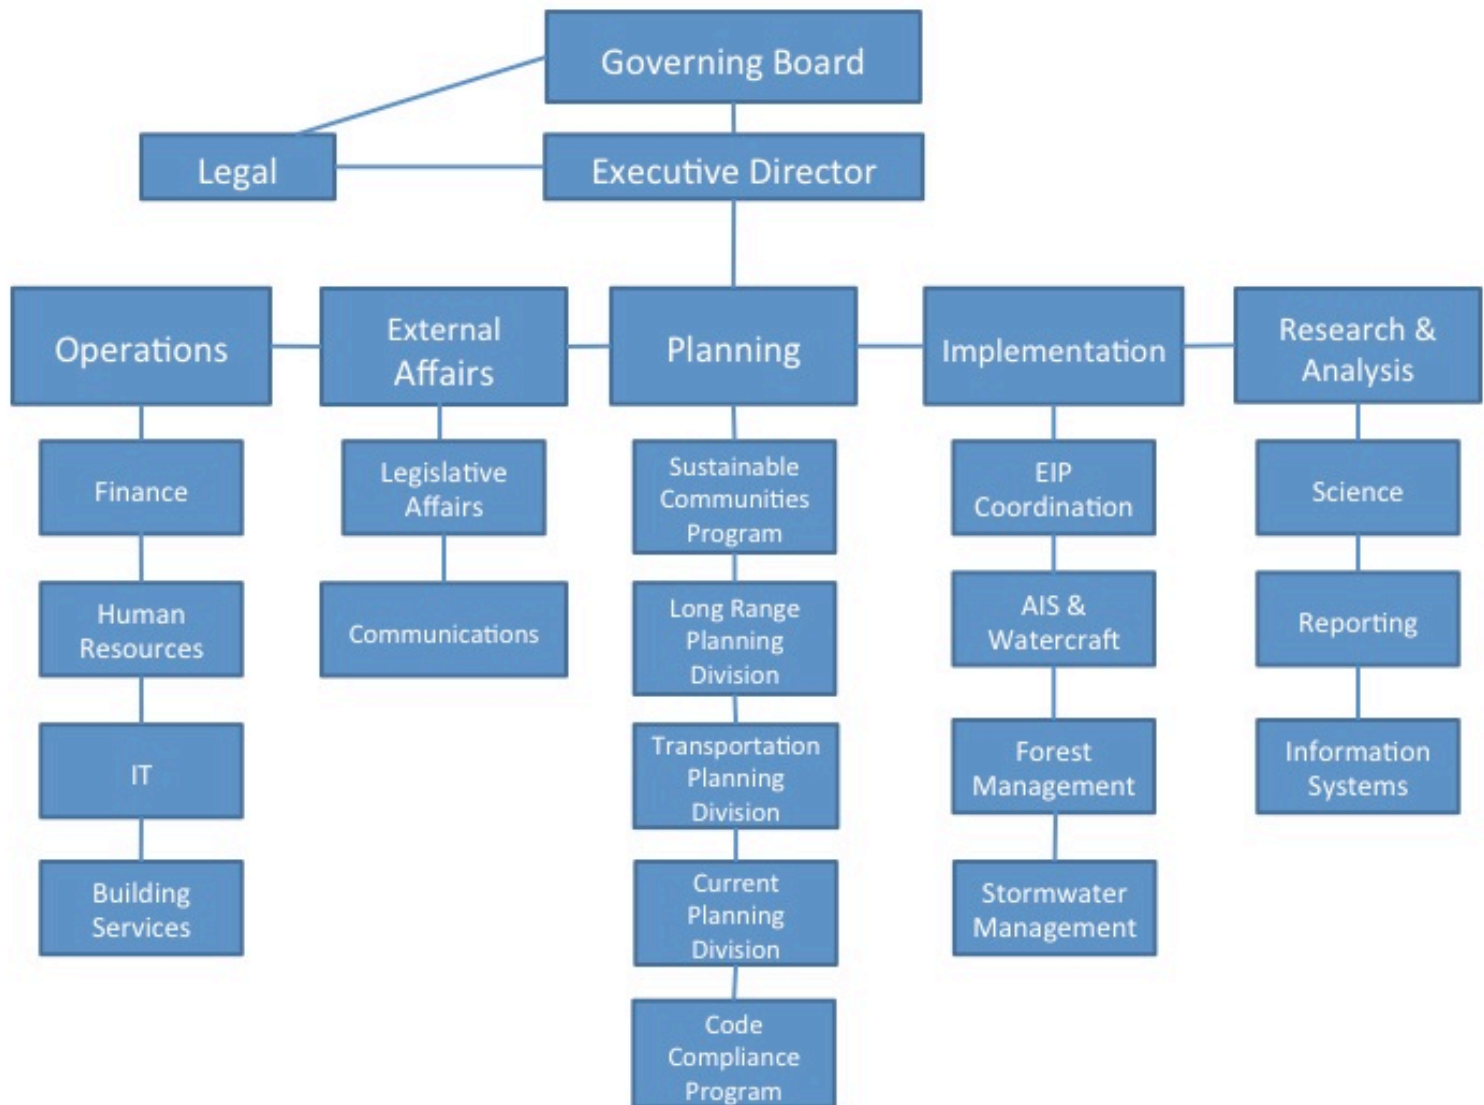 Governing Board
Legal
Executive Director
Operations
External
Affairs
Planning
Implementation
Research &
Analysis
Finance
Human
Resources
IT
Building
Services
Legislative
Affairs
Communications
Sustainable
Communities
Program
Long Range
Planning
Division
Transportation
Planning
Division
Current
Planning
Division
Code
Compliance
Program
EIP
Coordination
AIS &
Watercraft
Forest
Management
Stormwater
Management
Science
Reporting
Information
Systems